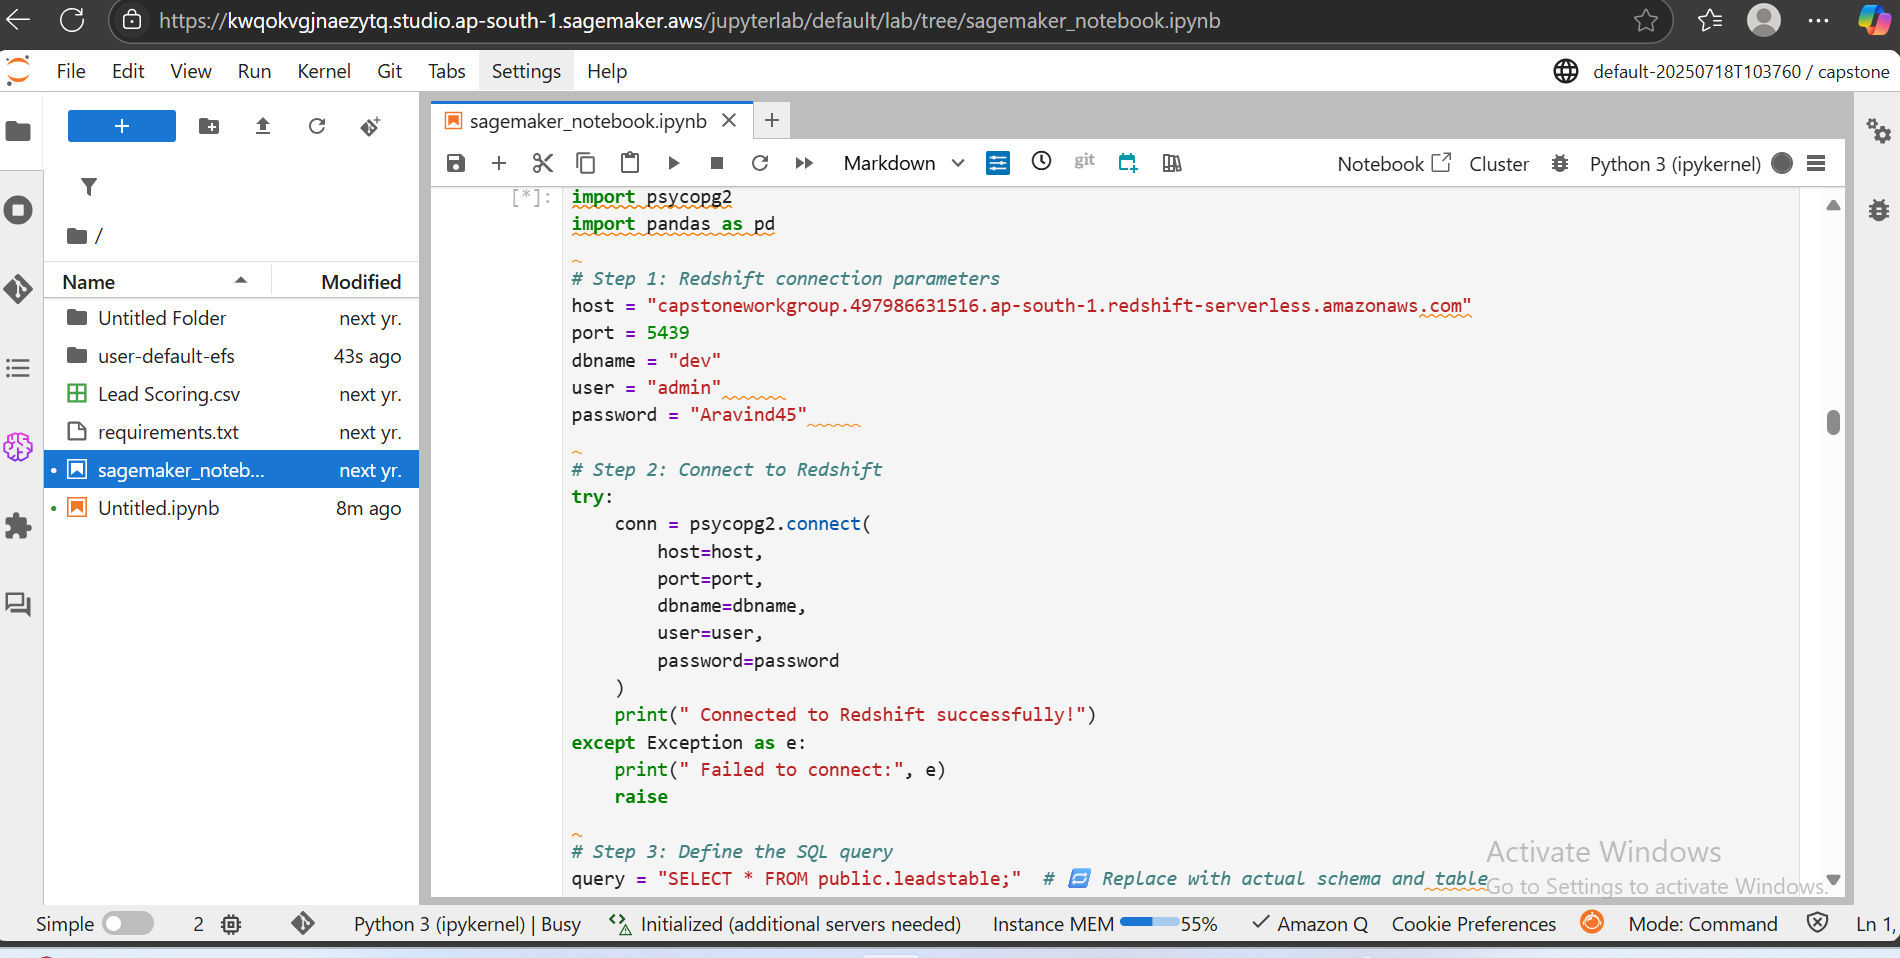 https://kwqokvgjnaezytq.studio.ap-south-1.sagemaker.aws/jupyterlab/default/lab/tree/sagemaker_notebook.ipynb
File Edit View Run Kernel Git Tabs Settings Help
default-20250718T103760 / capstone
+
/
Name Modified
Untitled Folder next yr.
user-default-efs 43s ago
Lead Scoring.csv next yr.
requirements.txt next yr.
sagemaker_noteb... next yr.
Untitled.ipynb 8m ago
sagemaker_notebook.ipynb
Markdown git Notebook Cluster Python 3 (ipykernel)
[*]:
import psycopg2
import pandas as pd
# Step 1: Redshift connection parameters
host = "capstoneworkgroup.497986631516.ap-south-1.redshift-serverless.amazonaws.com"
port = 5439
dbname = "dev"
user = "admin"
password = "Aravind45"
# Step 2: Connect to Redshift
try:
    conn = psycopg2.connect(
        host=host,
        port=port,
        dbname=dbname,
        user=user,
        password=password
    )
    print(" Connected to Redshift successfully!")
except Exception as e:
    print(" Failed to connect:", e)
    raise
# Step 3: Define the SQL query
query = "SELECT * FROM public.leadstable;" # 🔁 Replace with actual schema and table
Activate Windows
Go to Settings to activate Windows.
Simple 2 Python 3 (ipykernel) | Busy Initialized (additional servers needed) Instance MEM 55% Amazon Q Cookie Preferences Mode: Command Ln 1,